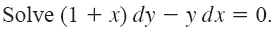 Solve (1 + x) dy − y dx = 0.